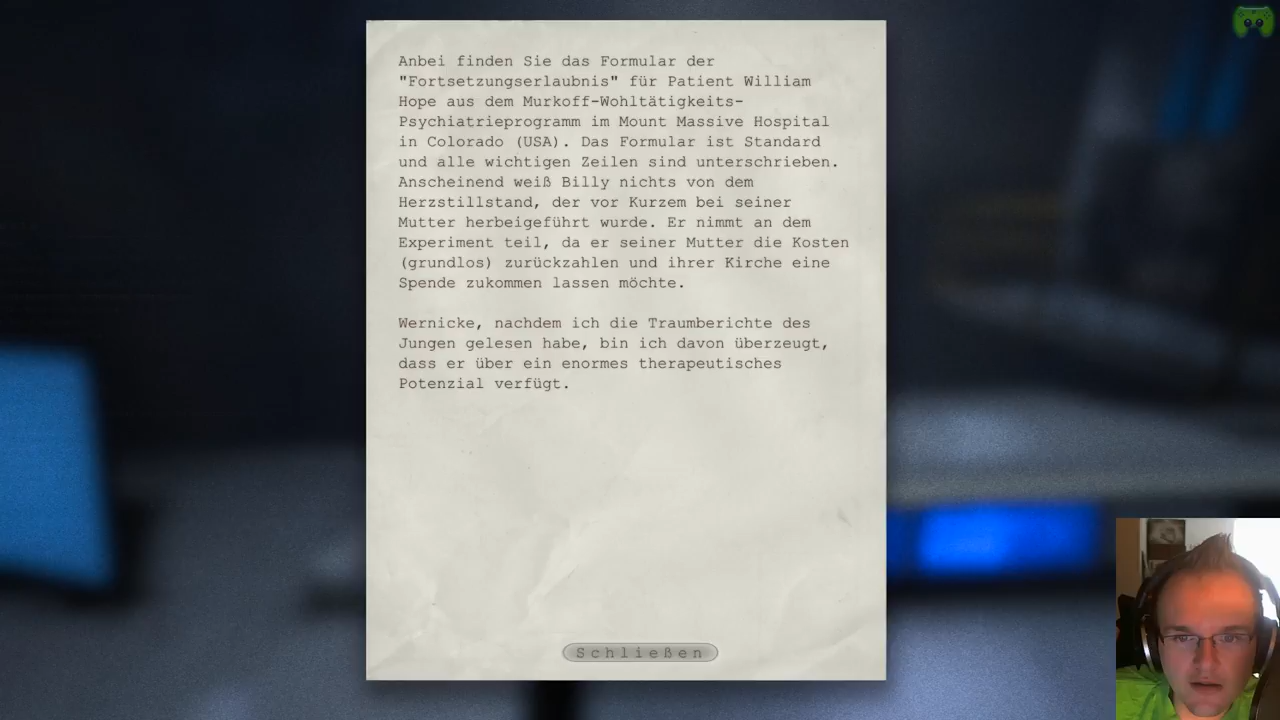 Anbei finden Sie das Formular der
"Fortsetzungserlaubnis" für Patient William
Hope aus dem Murkoff-Wohltätigkeits-
Psychiatrieprogramm im Mount Massive Hospital
in Colorado (USA). Das Formular ist Standard
und alle wichtigen Zeilen sind unterschrieben.
Anscheinend weiß Billy nichts von dem
Herzstillstand, der vor Kurzem bei seiner
Mutter herbeigeführt wurde. Er nimmt an dem
Experiment teil, da er seiner Mutter die Kosten
(grundlos) zurückzahlen und ihrer Kirche eine
Spende zukommen lassen möchte.
Wernicke, nachdem ich die Traumberichte des
Jungen gelesen habe, bin ich davon überzeugt,
dass er über ein enormes therapeutisches
Potenzial verfügt.
Schließen